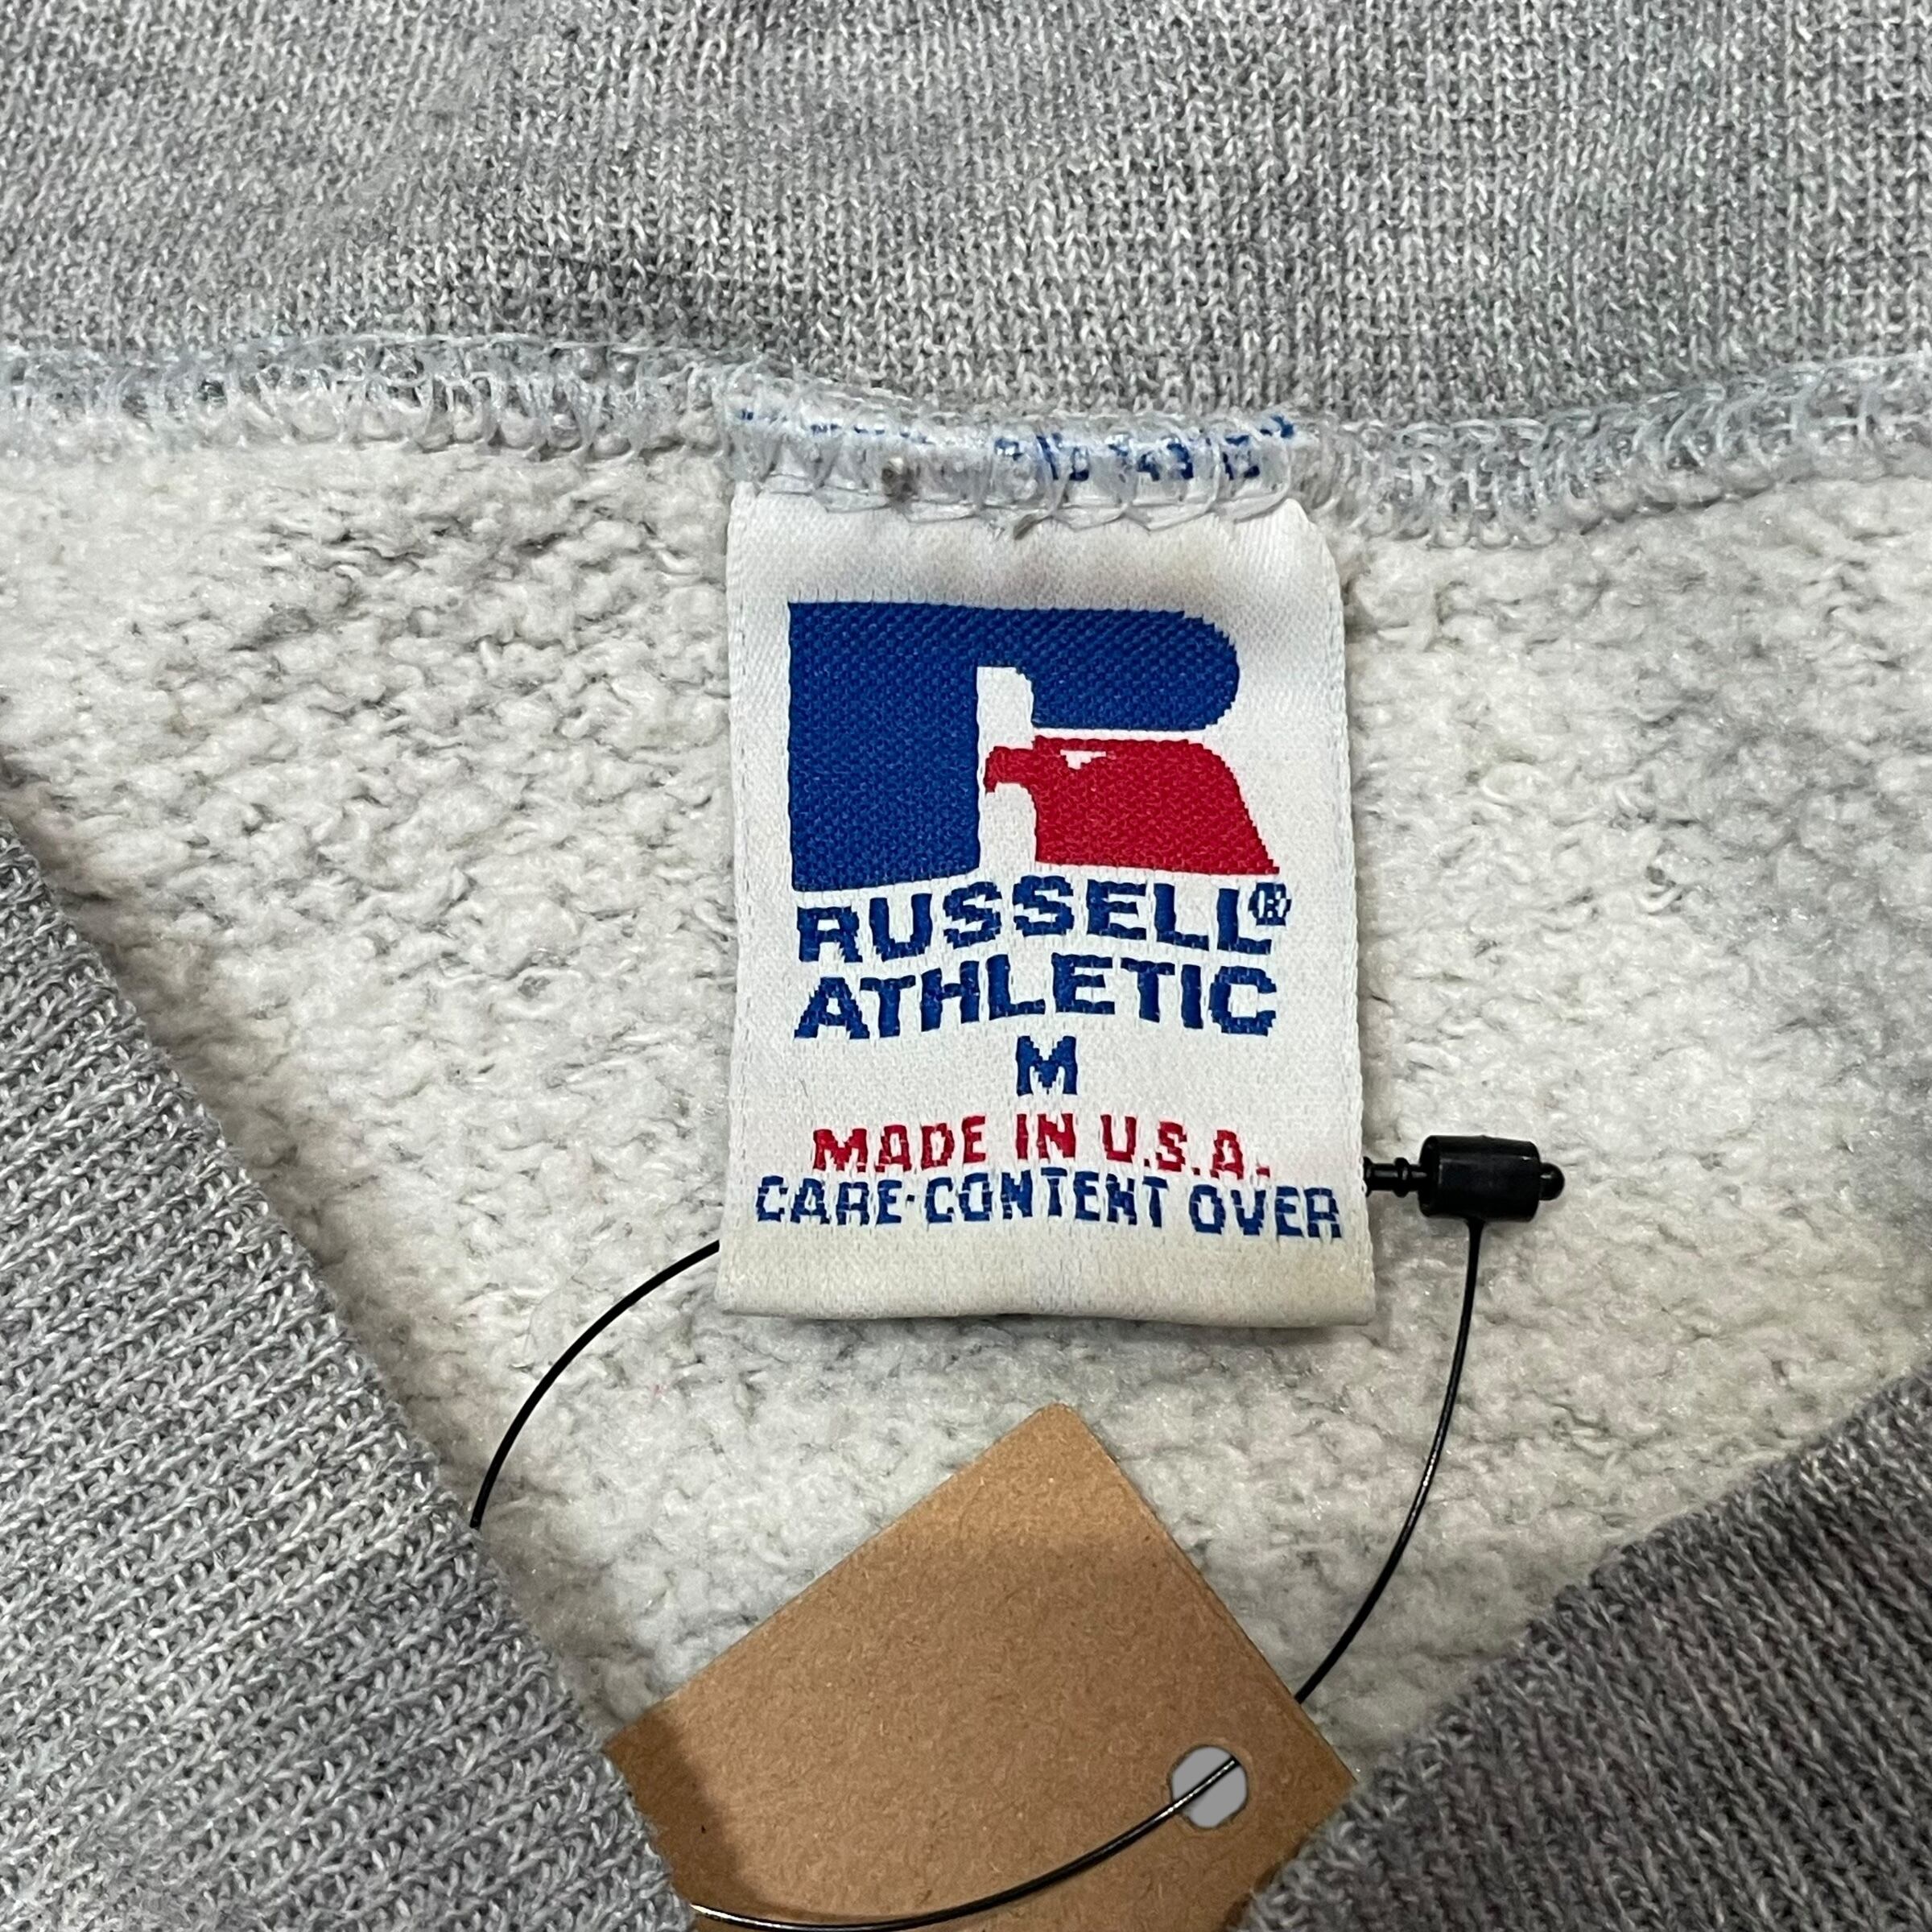 RUSSELL®
ATHLETIC
M
MADE IN U.S.A.
CARE·CONTENT OVER